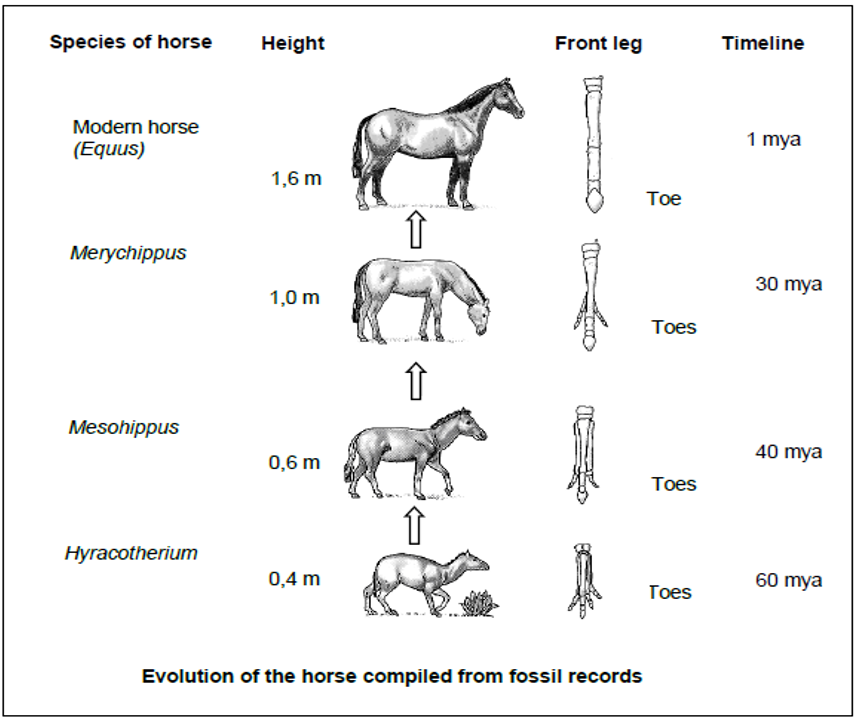 Species of horse Height Front leg Timeline
Modern horse
(Equus)
1 mya
1,6 m
Toe
Merychippus
30 mya
1,0 m
Toes
Mesohippus
40 mya
0,6 m
Toes
Hyracotherium
0,4 m
Toes
60 mya
Evolution of the horse compiled from fossil records